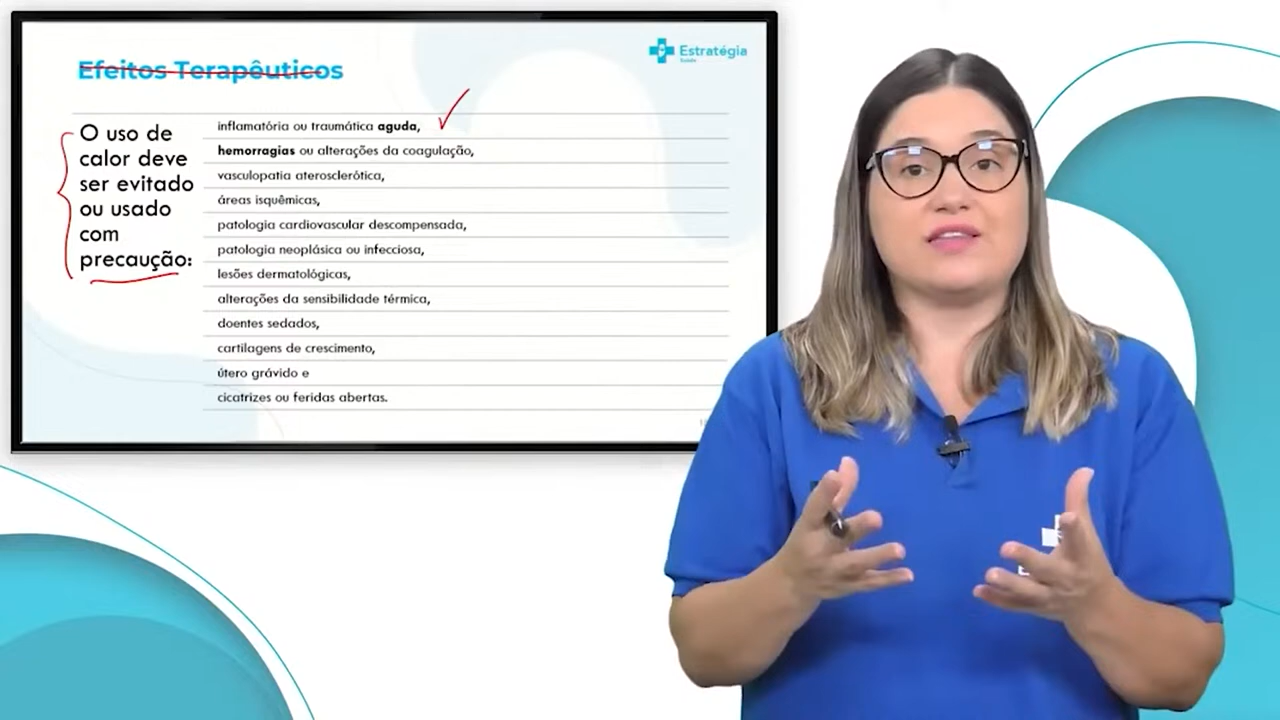 Efeitos Terapêuticos
Estratégia
Saúde
O uso de
calor deve
ser evitado
ou usado
com
precaução:
inflamatória ou traumática aguda,
hemorragias ou alterações da coagulação,
vasculopatia aterosclerótica,
áreas isquêmicas,
patologia cardiovascular descompensada,
patologia neoplásica ou infecciosa,
lesões dermatológicas,
alterações da sensibilidade térmica,
doentes sedados,
cartilagens de crescimento,
útero grávido e
cicatrizes ou feridas abertas.